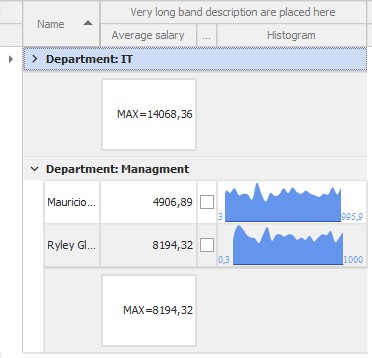 Name
Very long band description are placed here
Average salary ... Histogram
Department: IT
MAX=14068,36
Department: Managment
Mauricio... 4906,89 3 995,9
Ryley Gl... 8194,32 0,3 1000
MAX=8194,32